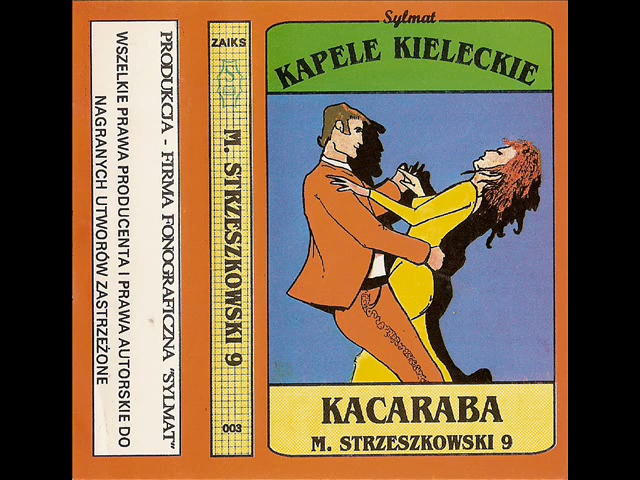 PRODUKCJA - FIRMA FONOGRAFICZNA "SYLMAT"
WSZELKIE PRAWA PRODUCENTA I PRAWA AUTORSKIE DO
NAGRANYCH UTWORÓW ZASTRZEŻONE
ZAIKS
M. STRZESZKOWSKI 9
003
Sylmat
KAPELE KIELECKIE
KACARABA
M. STRZESZKOWSKI 9